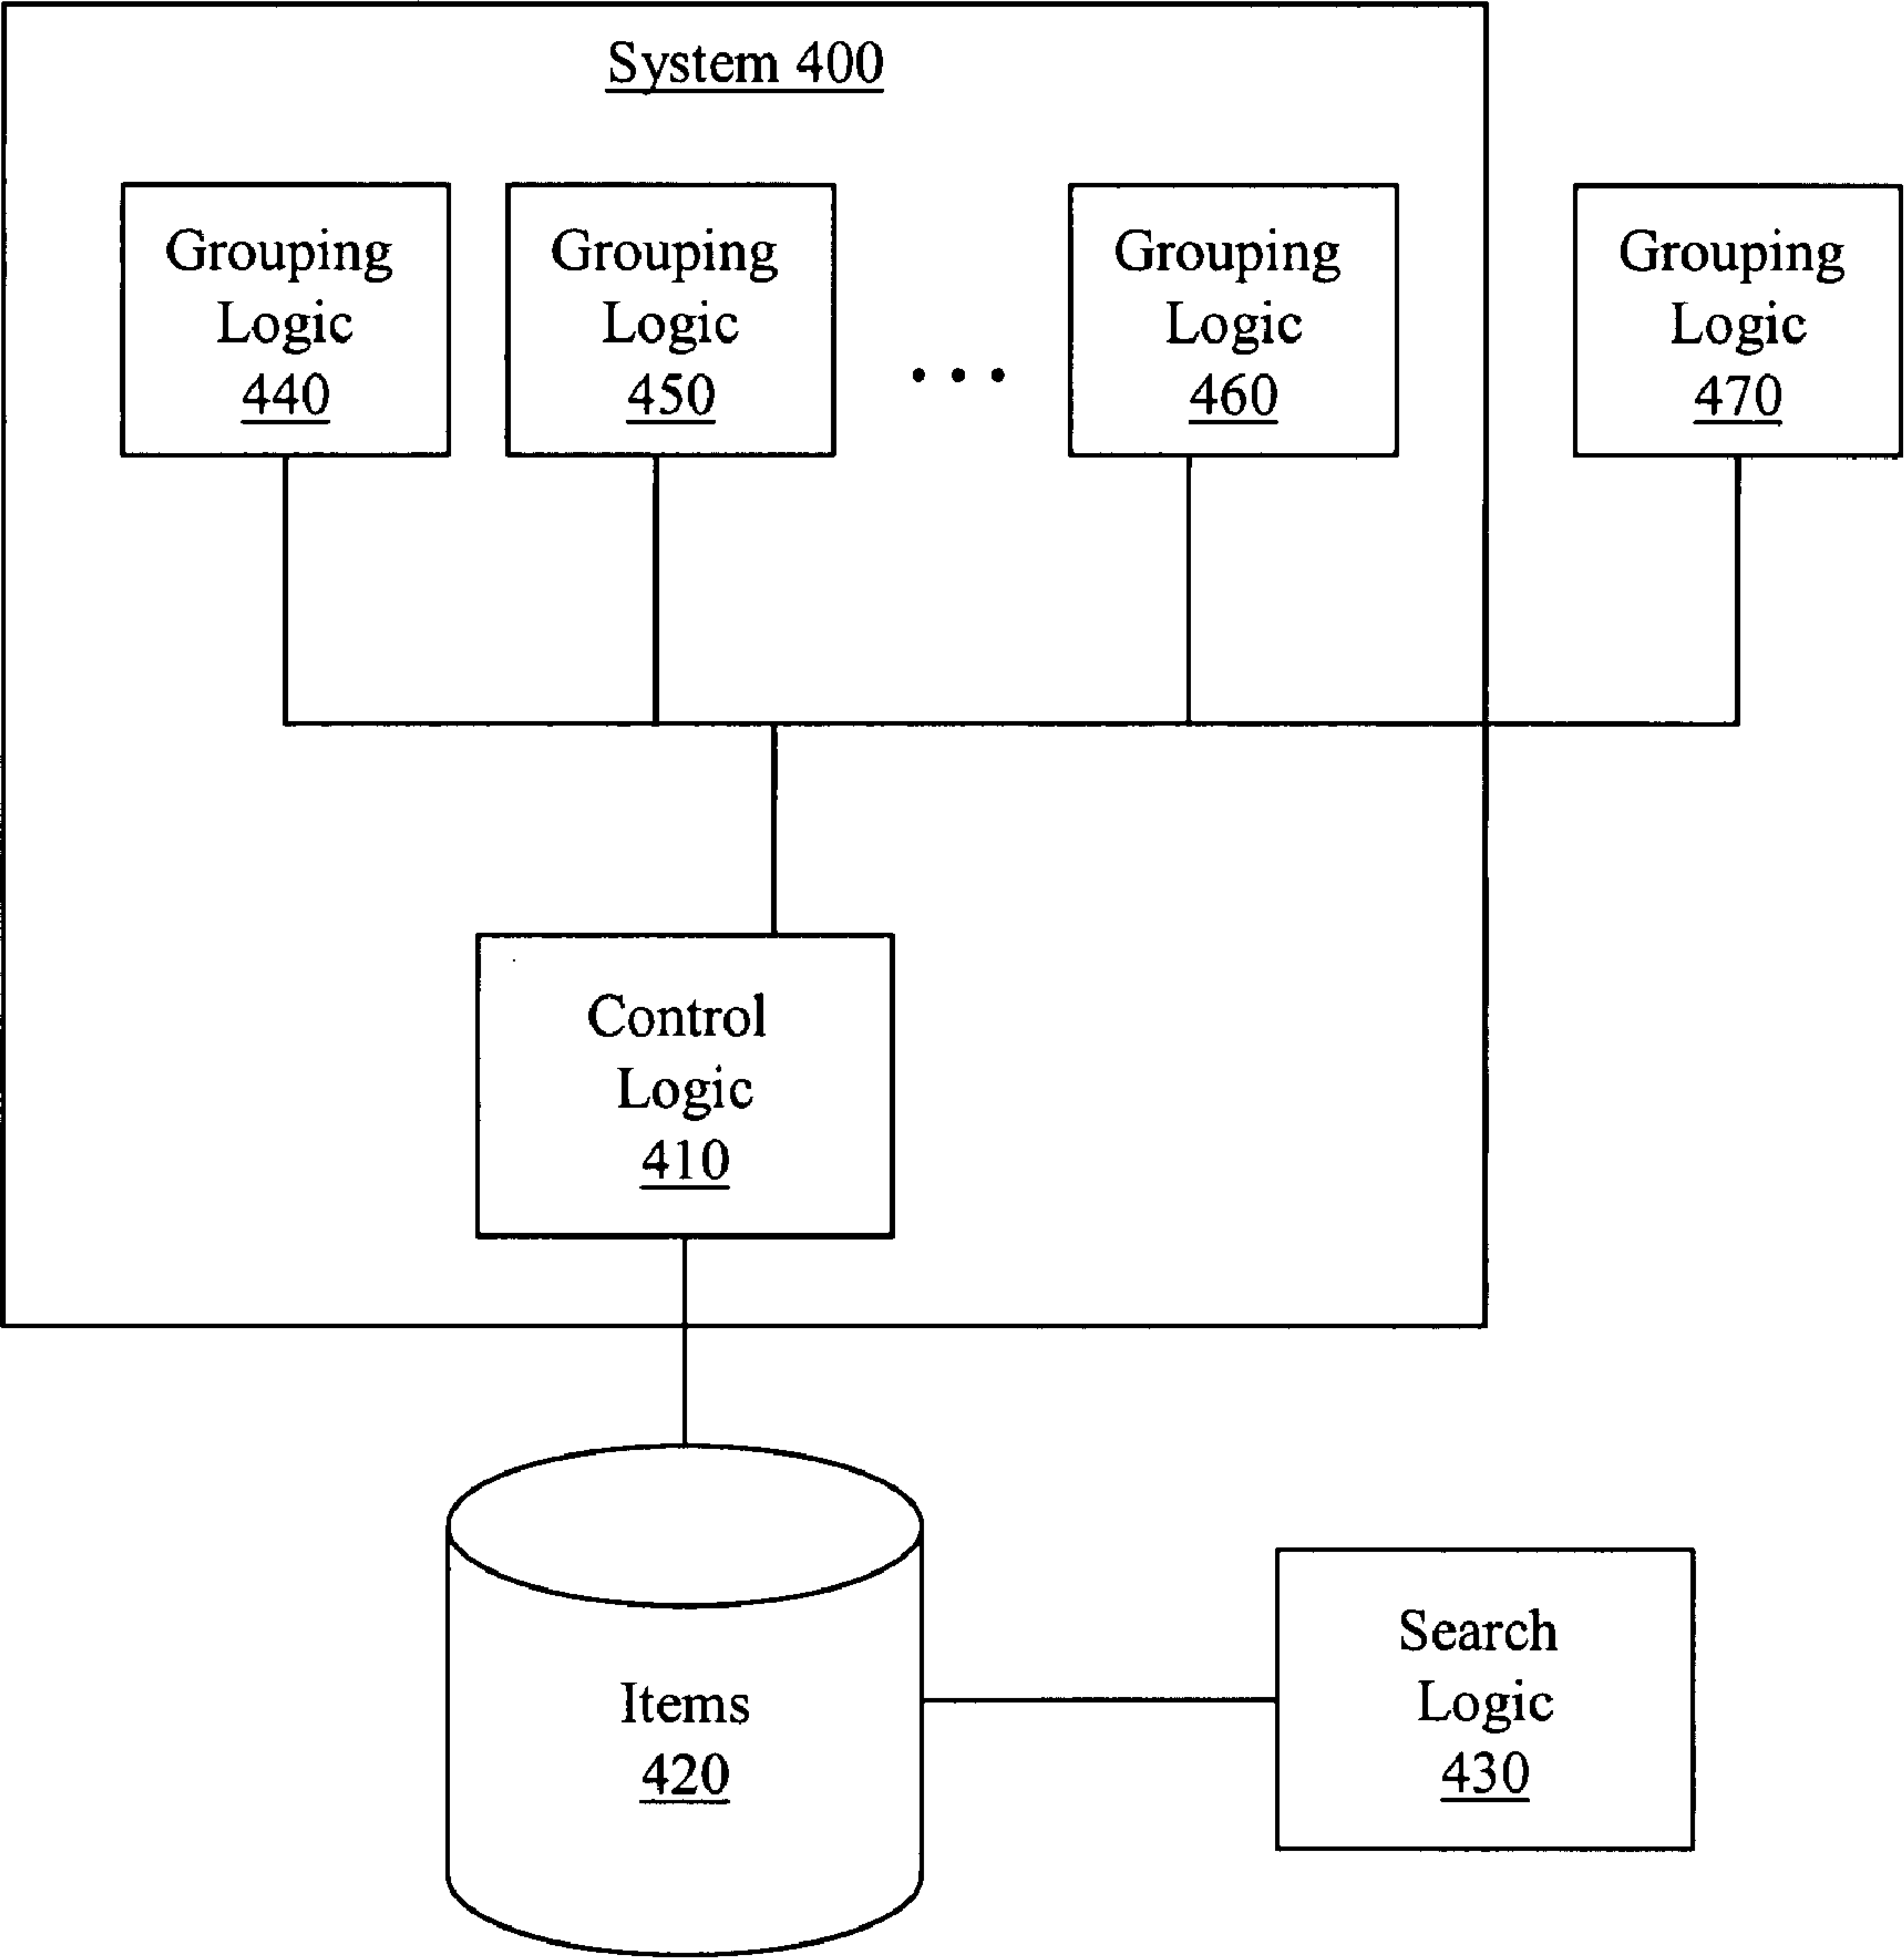 System 400
Grouping
Logic
440
Grouping
Logic
450
• • •
Grouping
Logic
460
Grouping
Logic
470
Control
Logic
410
Items
420
Search
Logic
430